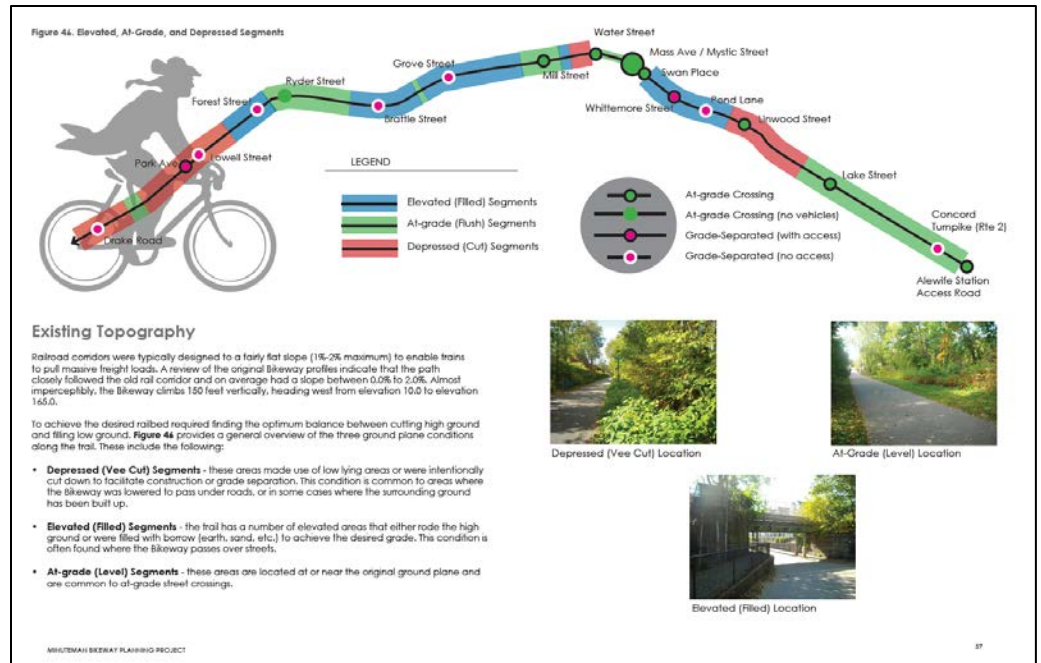 Figure 46. Elevated, At-Grade, and Depressed Segments
Water Street
Mass Ave / Mystic Street
Grove Street
Mill Street
Swan Place
Ryder Street
Forest Street
Brattle Street
Whittemore Street
Pond Lane
Linwood Street
Park Ave
Lowell Street
Lake Street
Drake Road
Concord
Turnpike (Rte 2)
Alewife Station
Access Road
LEGEND
Elevated (Filled) Segments
At-grade (Flush) Segments
Depressed (Cut) Segments
At-grade Crossing
At-grade Crossing (no vehicles)
Grade-Separated (with access)
Grade-Separated (no access)
Existing Topography
Railroad corridors were typically designed to a fairly flat slope (1%-2% maximum) to enable trains
to pull massive freight loads. A review of the original Bikeway profiles indicate that the path
closely followed the old rail corridor and on average had a slope between 0.0% to 2.0%. Almost
imperceptibly, the Bikeway climbs 150 feet vertically, heading west from elevation 10.0 to elevation
165.0.
To achieve the desired railbed required finding the optimum balance between cutting high ground
and filling low ground. Figure 46 provides a general overview of the three ground plane conditions
along the trail. These include the following:
• Depressed (Vee Cut) Segments - these areas made use of low lying areas or were intentionally
cut down to facilitate construction or grade separation. This condition is common to areas where
the Bikeway was lowered to pass under roads, or in some cases where the surrounding ground
has been built up.
• Elevated (Filled) Segments - the trail has a number of elevated areas that either rode the high
ground or were filled with borrow (earth, sand, etc.) to achieve the desired grade. This condition is
often found where the Bikeway passes over streets.
• At-grade (Level) Segments - these areas are located at or near the original ground plane and
are common to at-grade street crossings.
Depressed (Vee Cut) Location
At-Grade (Level) Location
Elevated (Filled) Location
MINUTEMAN BIKEWAY PLANNING PROJECT
57